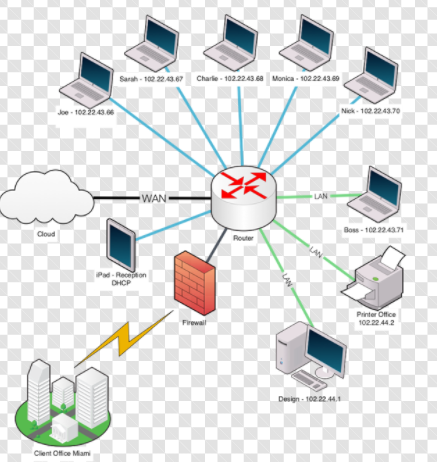 Sarah - 102.22.43.67
Charlie - 102.22.43.68
Monica - 102.22.43.69
Joe - 102.22.43.66
Nick - 102.22.43.70
WAN
LAN
Cloud
Router
Boss - 102.22.43.71
LAN
iPad - Reception
DHCP
LAN
Firewall
Printer Office
102.22.44.2
Design - 102.22.44.1
Client Office Miami